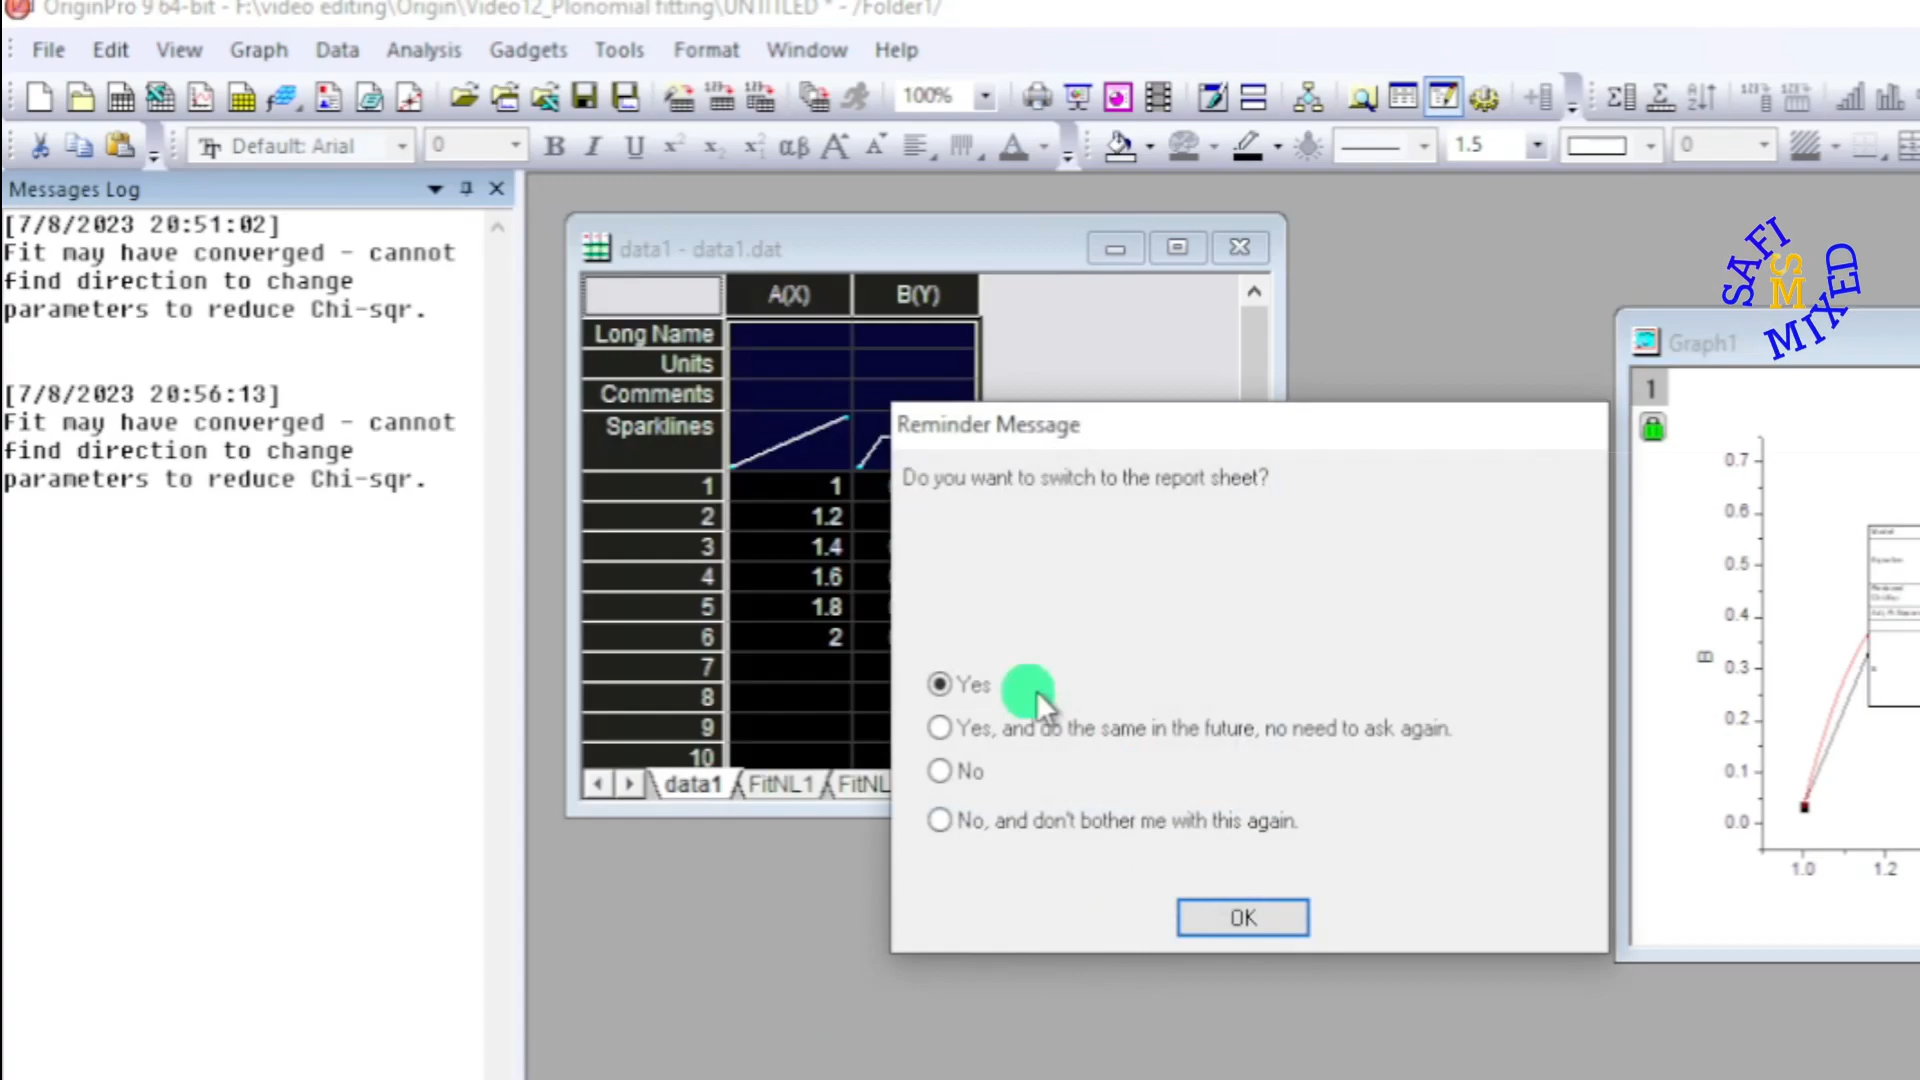 OriginPro 9 64-bit - F:\video editing\Origin\Video12_Plonomial fitting\UNTITLED * - /Folder1/
File Edit View Graph Data Analysis Gadgets Tools Format Window Help
100%
Default: Arial 0 B I U x² x₂ αβ A A A 1.5 0
Messages Log
[7/8/2023 20:51:02]
Fit may have converged - cannot
find direction to change
parameters to reduce Chi-sqr.
[7/8/2023 20:56:13]
Fit may have converged - cannot
find direction to change
parameters to reduce Chi-sqr.
data1 - data1.dat
A(X) B(Y)
Long Name
Units
Comments
Sparklines
1 1
2 1.2
3 1.4
4 1.6
5 1.8
6 2
7
8
9
10
data1 FitNL1 FitNL
Reminder Message
Do you want to switch to the report sheet?
Yes
Yes, and do the same in the future, no need to ask again.
No
No, and don't bother me with this again.
OK
SAFI
SM
MIXED
Graph1
1
0.7
0.6
0.5
0.4
0.3
0.2
0.1
0.0
B
1.0 1.2